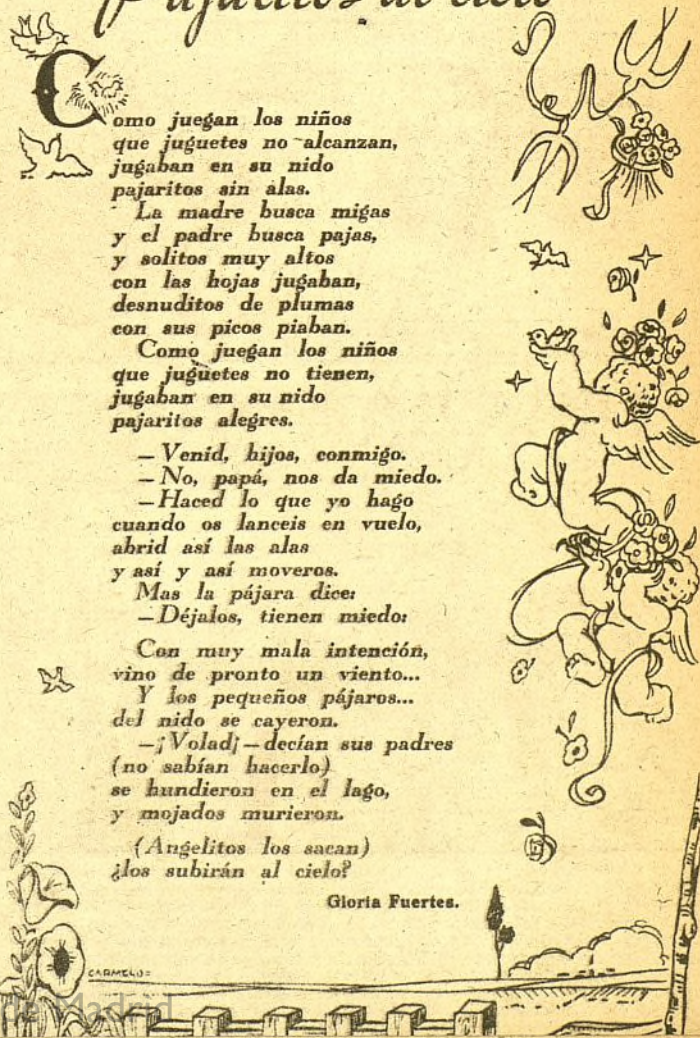 Pajaritos al cielo
Como juegan los niños
que juguetes no alcanzan,
jugaban en su nido
pajaritos sin alas.
La madre busca migas
y el padre busca pajas,
y solitos muy altos
con las hojas jugaban,
desnuditos de plumas
con sus picos piaban.
Como juegan los niños
que juguetes no tienen,
jugaban en su nido
pajaritos alegres.
—Venid, hijos, conmigo.
—No, papá, nos da miedo.
—Haced lo que yo hago
cuando os lanceis en vuelo,
abrid así las alas
y así y así moveros.
Mas la pájara dice:
—Déjalos, tienen miedo:
Con muy mala intención,
vino de pronto un viento...
Y los pequeños pájaros...
del nido se cayeron.
—¡Volad¡—decían sus padres
(no sabían hacerlo)
se hundieron en el lago,
y mojados murieron.
(Angelitos los sacan)
¿los subirán al cielo?
Gloria Fuertes.
CARMELO=
de Madrid